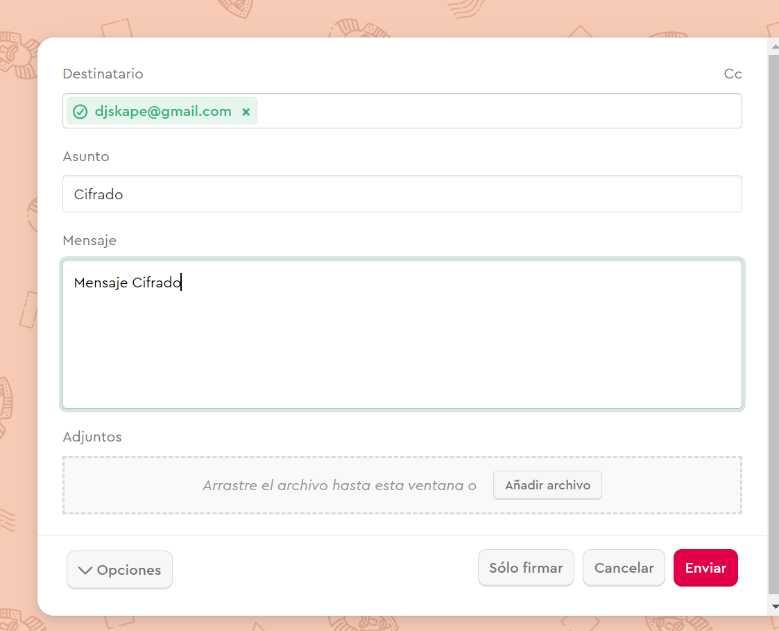 Destinatario Cc
djskape@gmail.com ×
Asunto
Cifrado
Mensaje
Mensaje Cifrado
Adjuntos
Arrastre el archivo hasta esta ventana o Añadir archivo
Opciones Sólo firmar Cancelar Enviar